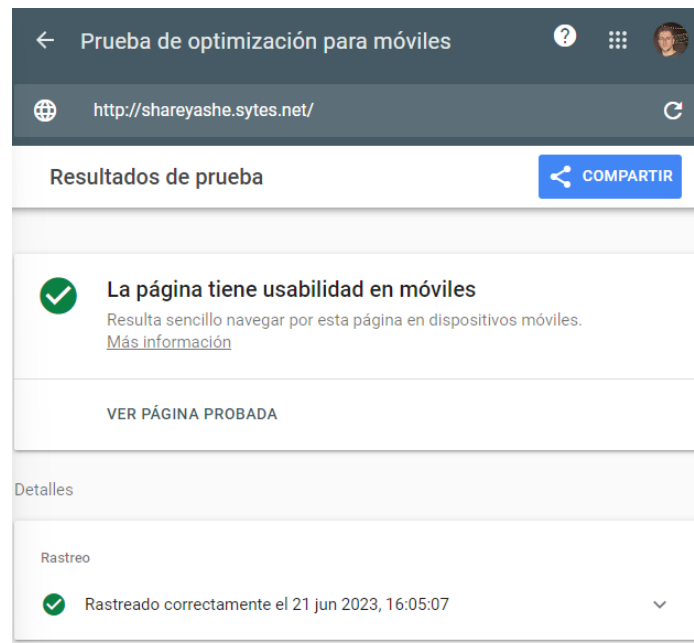 Prueba de optimización para móviles
http://shareyashe.sytes.net/
Resultados de prueba
COMPARTIR
La página tiene usabilidad en móviles
Resulta sencillo navegar por esta página en dispositivos móviles.
Más información
VER PÁGINA PROBADA
Detalles
Rastreo
Rastreado correctamente el 21 jun 2023, 16:05:07